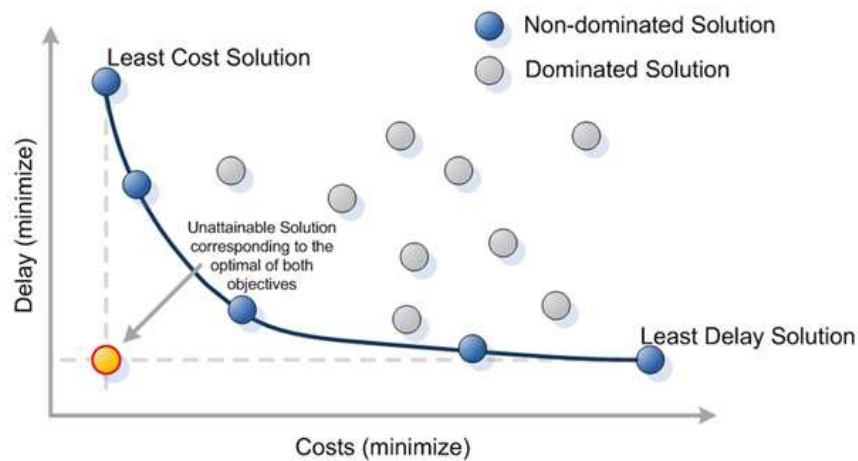 Non-dominated Solution
Dominated Solution
Least Cost Solution
Delay (minimize)
Unattainable Solution
corresponding to the
optimal of both
objectives
Least Delay Solution
Costs (minimize)